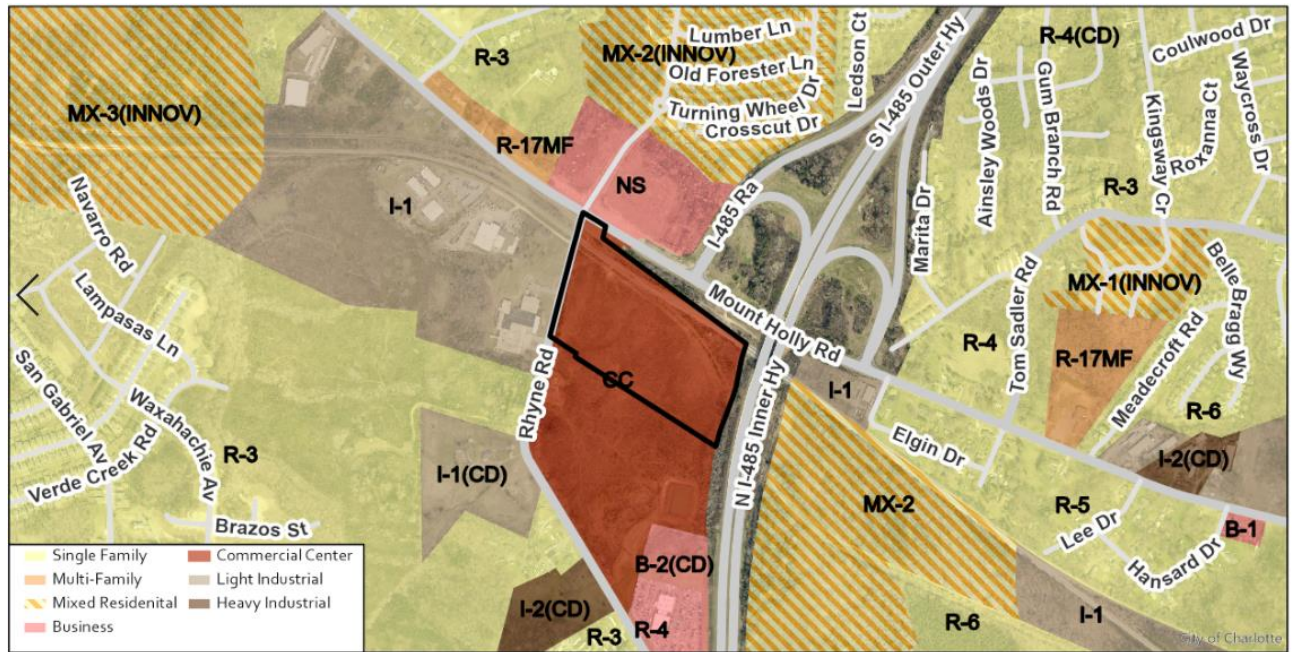 Lumber Ln
Ledson Ct
R-4(CD)
Coulwood Dr
R-3
MX-2(INNOV)
Old Forester Ln
S I-485 Outer Hy
Ainsley Woods Dr
Gum Branch Rd
Kingsway Cr
Roxanna Ct
Waycross Dr
MX-3(INNOV)
Turning Wheel Dr
Crosscut Dr
R-17MF
NS
R-3
I-1
I-485 Ra
Marita Dr
Navarro Rd
Tom Sadler Rd
Belle Bragg Wy
MX-1(INNOV)
Lampasas Ln
Mount Holly Rd
R-4
R-17MF
Meadecroft Rd
San Gabriel Av
Waxahachie Av
Rhyne Rd
CC
N I-485 Inner Hy
I-1
R-6
Verde Creek Rd
R-3
I-1(CD)
Elgin Dr
I-2(CD)
Brazos St
MX-2
R-5
Lee Dr
Hansard Dr
B-1
Single Family
Commercial Center
Multi-Family
Light Industrial
Mixed Residenital
Heavy Industrial
Business
B-2(CD)
I-2(CD)
R-3
R-4
R-6
I-1
City of Charlotte